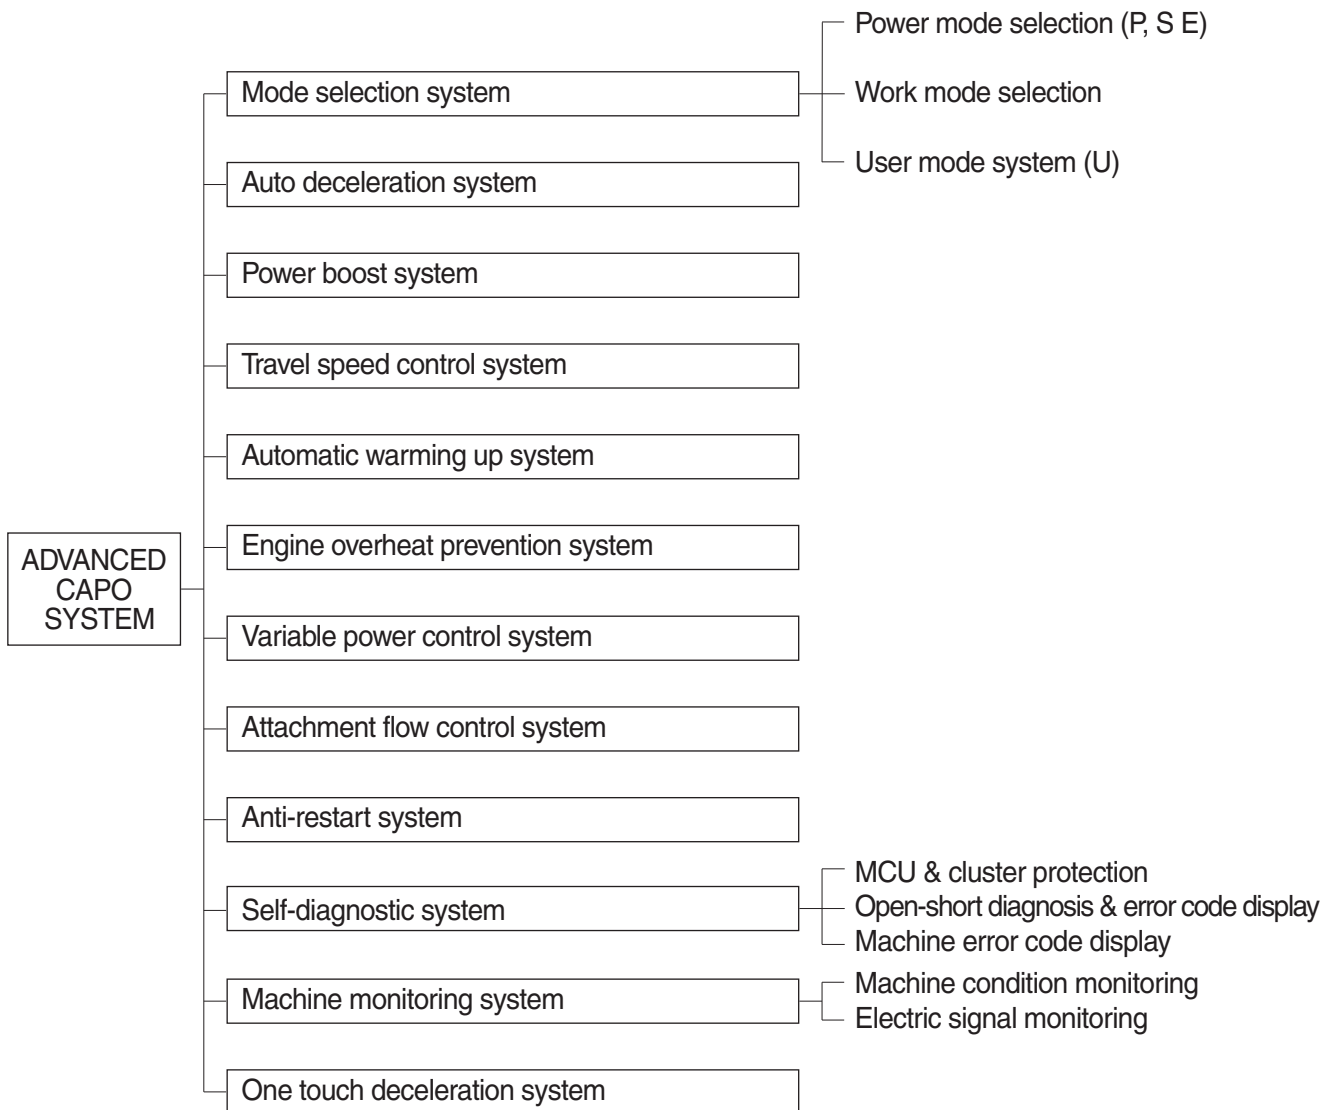 Power mode selection (P, S E)
Mode selection system
Work mode selection
User mode system (U)
Auto deceleration system
Power boost system
Travel speed control system
Automatic warming up system
Engine overheat prevention system
ADVANCED
CAPO
SYSTEM
Variable power control system
Attachment flow control system
Anti-restart system
Self-diagnostic system
MCU & cluster protection
Open-short diagnosis & error code display
Machine error code display
Machine monitoring system
Machine condition monitoring
Electric signal monitoring
One touch deceleration system